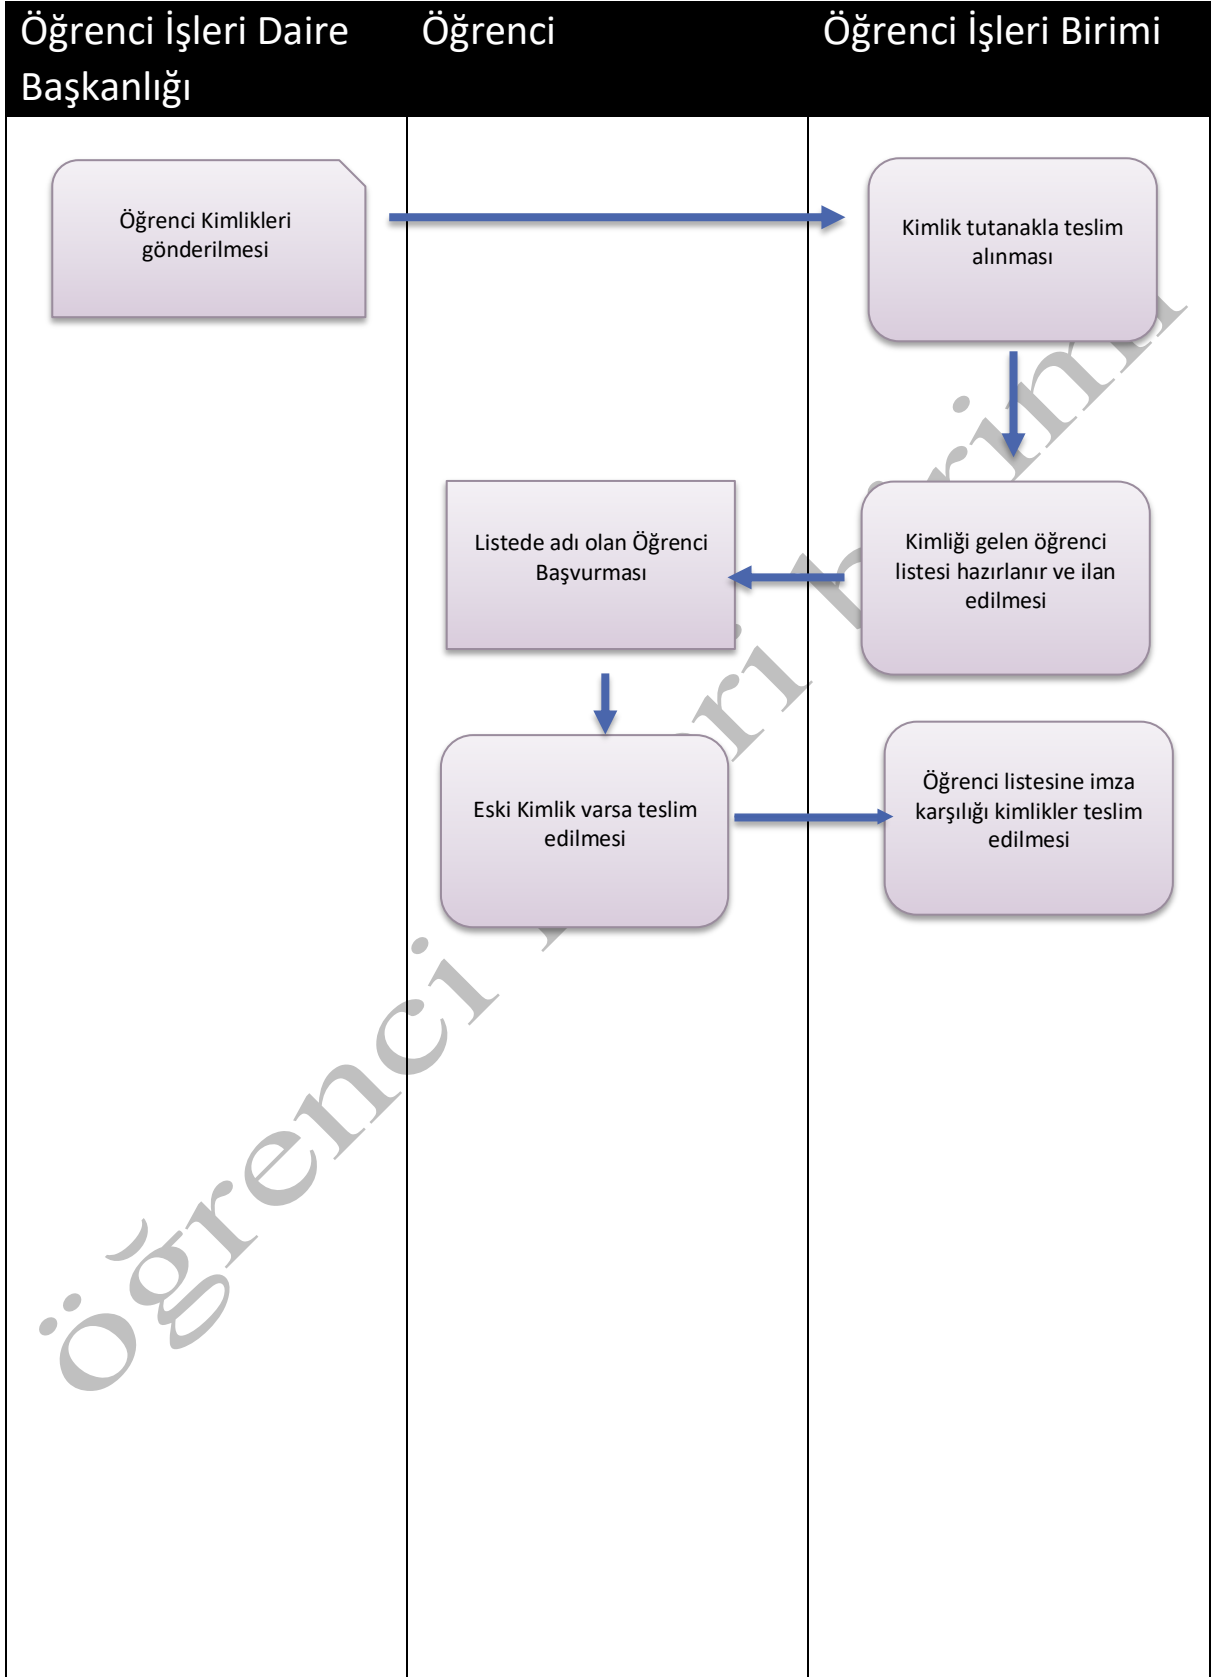 Öğrenci İşleri Daire
Başkanlığı
Öğrenci
Öğrenci İşleri Birimi
Öğrenci Kimlikleri
gönderilmesi
Kimlik tutanakla teslim
alınması
Kimliği gelen öğrenci
listesi hazırlanır ve ilan
edilmesi
Listede adı olan Öğrenci
Başvurması
Eski Kimlik varsa teslim
edilmesi
Öğrenci listesine imza
karşılığı kimlikler teslim
edilmesi